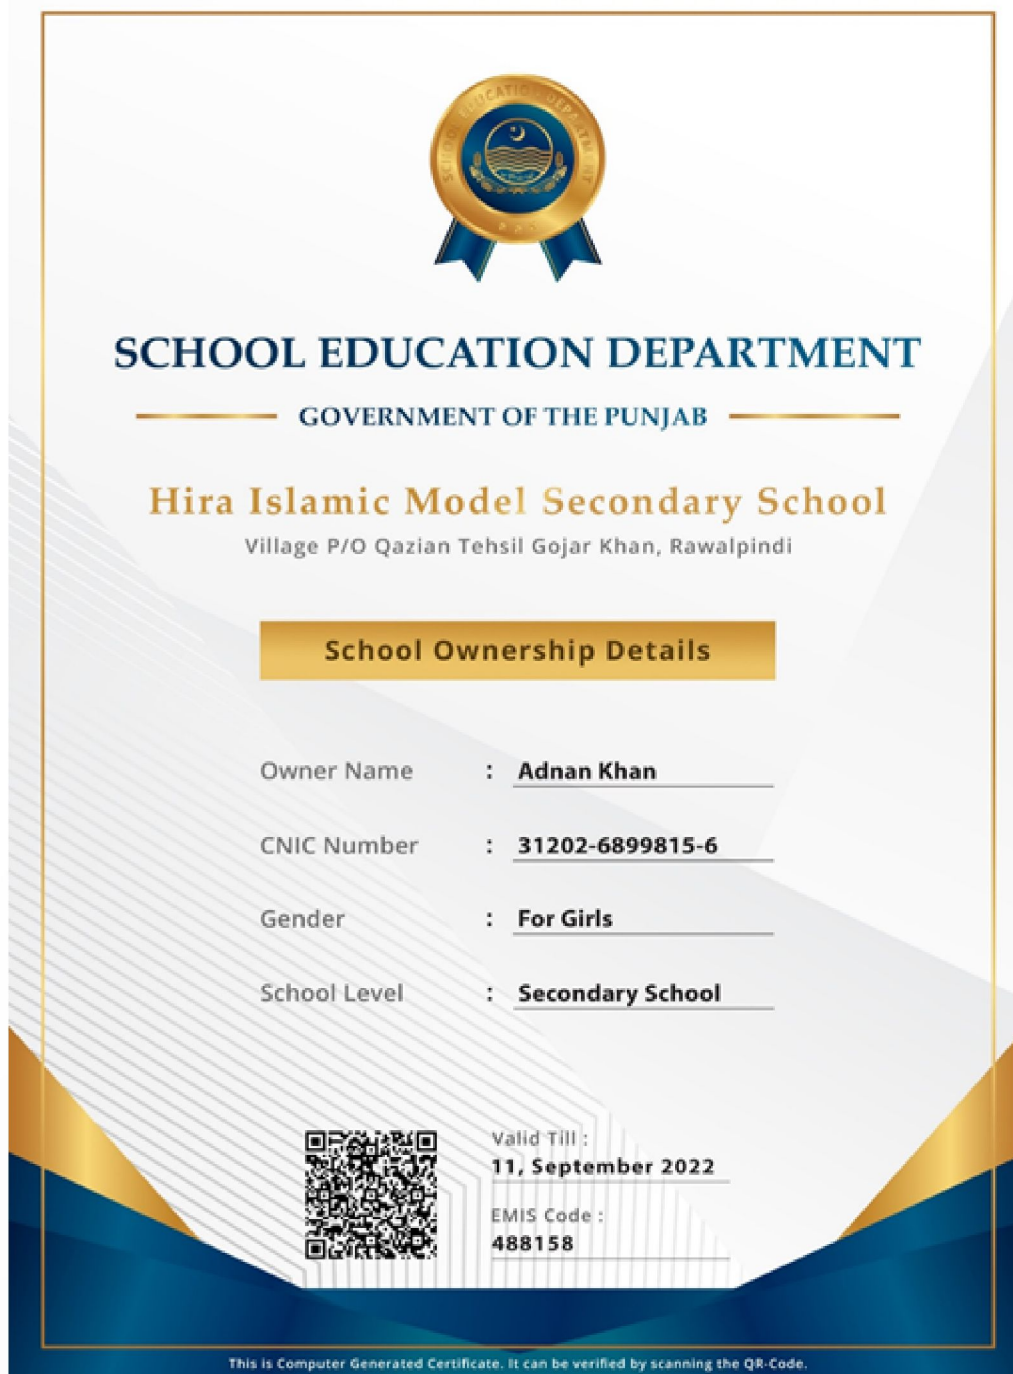 SCHOOL EDUCATION DEPARTMENT
SCHOOL EDUCATION DEPARTMENT
GOVERNMENT OF THE PUNJAB
Hira Islamic Model Secondary School
Village P/O Qazian Tehsil Gojar Khan, Rawalpindi
School Ownership Details
Owner Name : Adnan Khan
CNIC Number : 31202-6899815-6
Gender : For Girls
School Level : Secondary School
Valid Till :
11, September 2022
EMIS Code :
488158
This is Computer Generated Certificate. It can be verified by scanning the QR-Code.